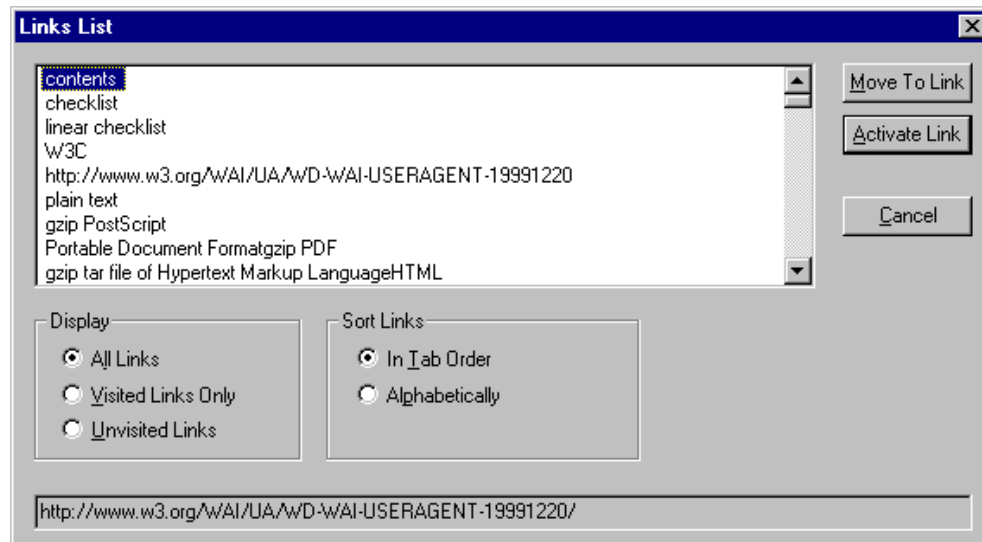 Links List
contents
checklist
linear checklist
W3C
http://www.w3.org/WAI/UA/WD-WAI-USERAGENT-19991220
plain text
gzip PostScript
Portable Document Formatgzip PDF
gzip tar file of Hypertext Markup LanguageHTML
Move To Link
Activate Link
Cancel
Display
All Links
Visited Links Only
Unvisited Links
Sort Links
In Tab Order
Alphabetically
http://www.w3.org/WAI/UA/WD-WAI-USERAGENT-19991220/